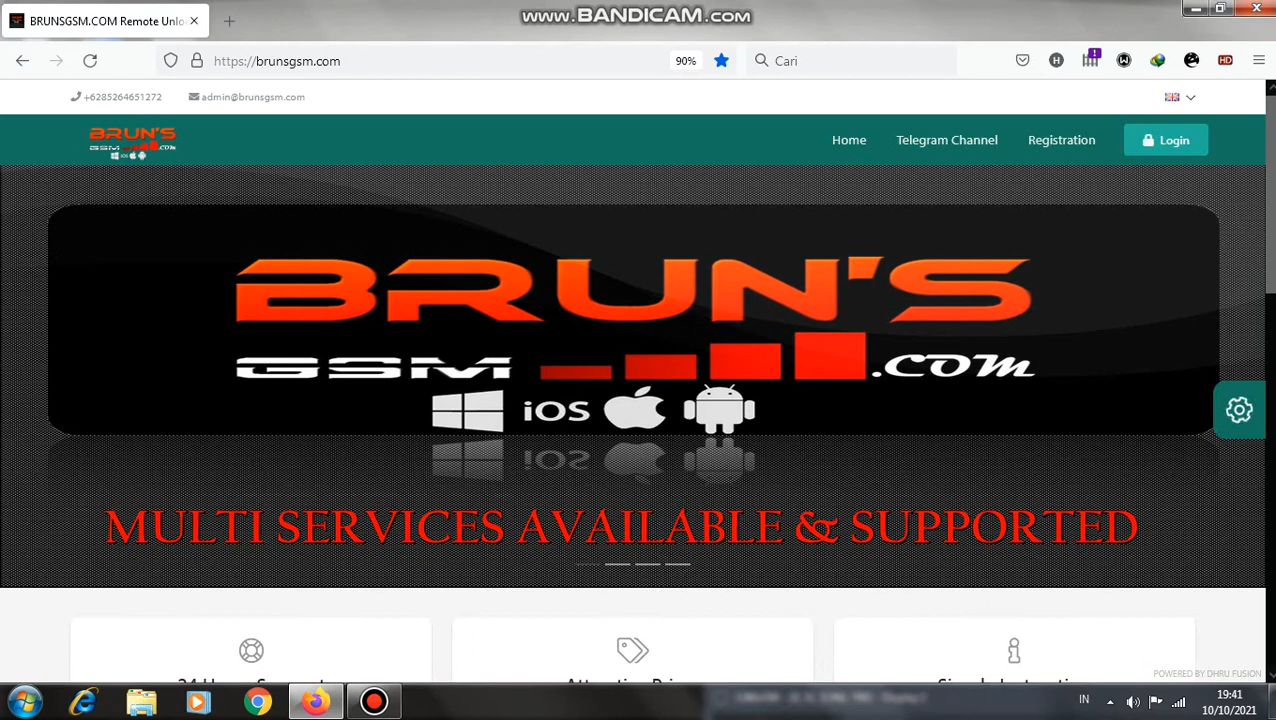 www.BANDICAM.com
BRUNSGSM.COM Remote Unlo
https://brunsgsm.com
90%
Cari
+6285264651272
admin@brunsgsm.com
BRUN'S
GSM .com
iOS
Home
Telegram Channel
Registration
Login
BRUN'S
GSM .com
iOS
MULTI SERVICES AVAILABLE & SUPPORTED
POWERED BY DHRU FUSION
IN
19:41
10/10/2021